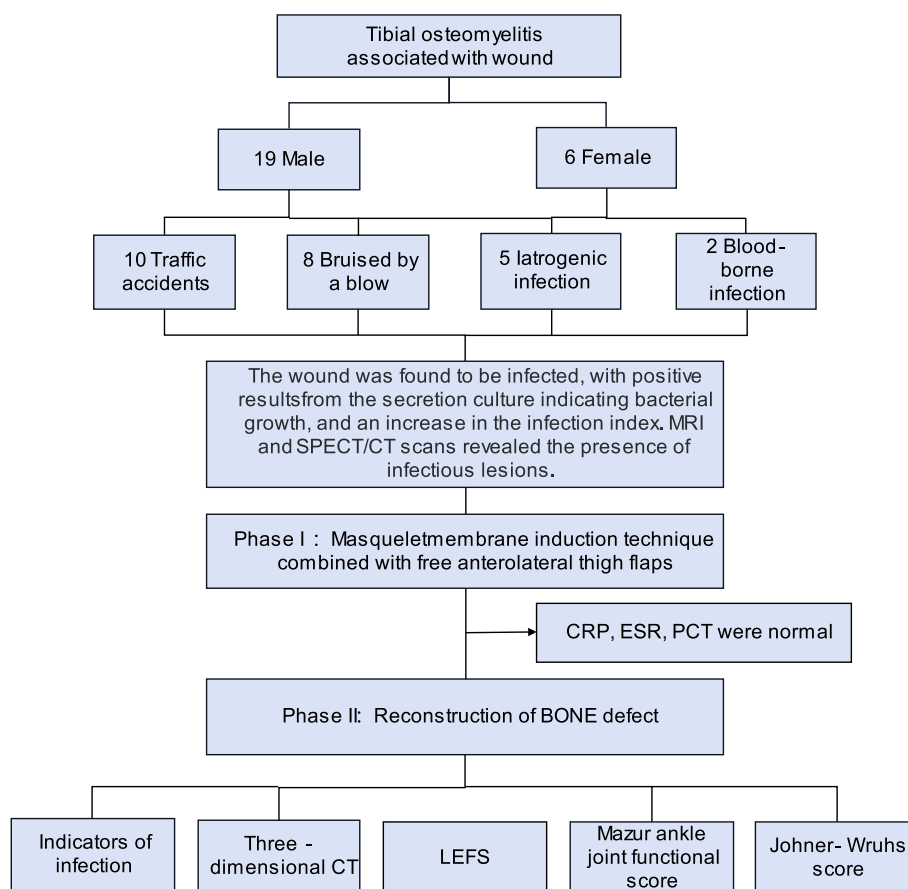 Tibial osteomyelitis
associated with wound
19 Male
6 Female
10 Traffic
accidents
8 Bruised by
a blow
5 Iatrogenic
infection
2 Blood-
borne
infection
The wound was found to be infected, with positive
resultsfrom the secretion culture indicating bacterial
growth, and an increase in the infection index. MRI
and SPECT/CT scans revealed the presence of
infectious lesions.
Phase I : Masqueletmembrane induction technique
combined with free anterolateral thigh flaps
CRP, ESR, PCT were normal
Phase II: Reconstruction of BONE defect
Indicators of
infection
Three -
dimensional CT
LEFS
Mazur ankle
joint functional
score
Johner- Wruhs
score